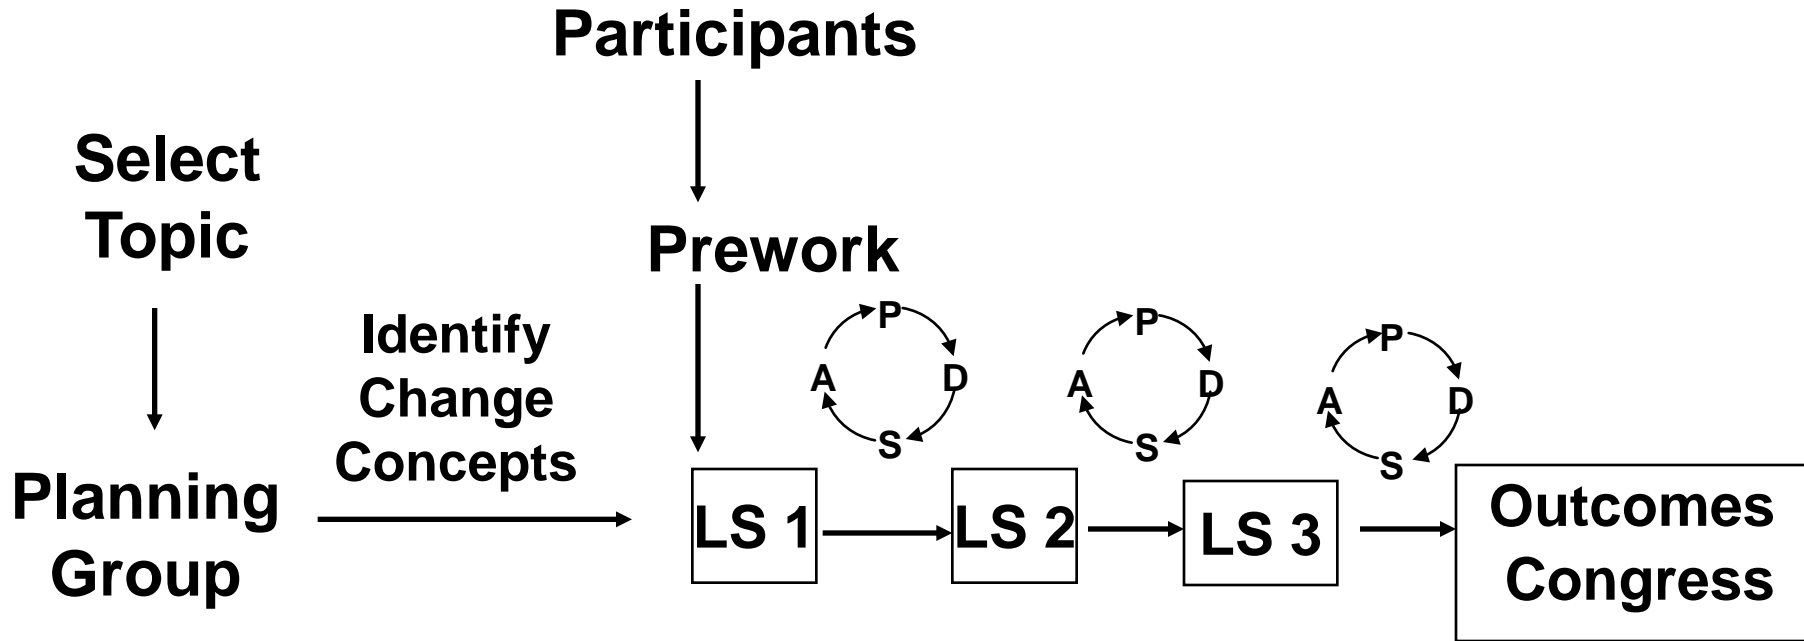 Participants
Select
Topic
Prework
Identify
Change
Concepts
Planning
Group
P
A
D
S
P
A
D
S
P
A
D
S
LS 1
LS 2
LS 3
Outcomes
Congress